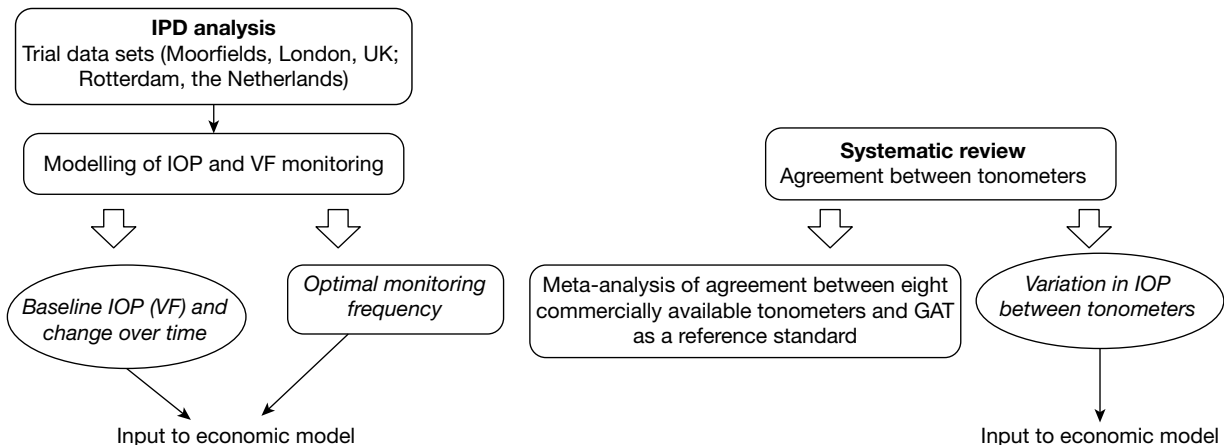 IPD analysis
Trial data sets (Moorfields, London, UK;
Rotterdam, the Netherlands)
Modelling of IOP and VF monitoring
Baseline IOP (VF) and
change over time
Optimal monitoring
frequency
Input to economic model
Systematic review
Agreement between tonometers
Meta-analysis of agreement between eight
commercially available tonometers and GAT
as a reference standard
Variation in IOP
between tonometers
Input to economic model